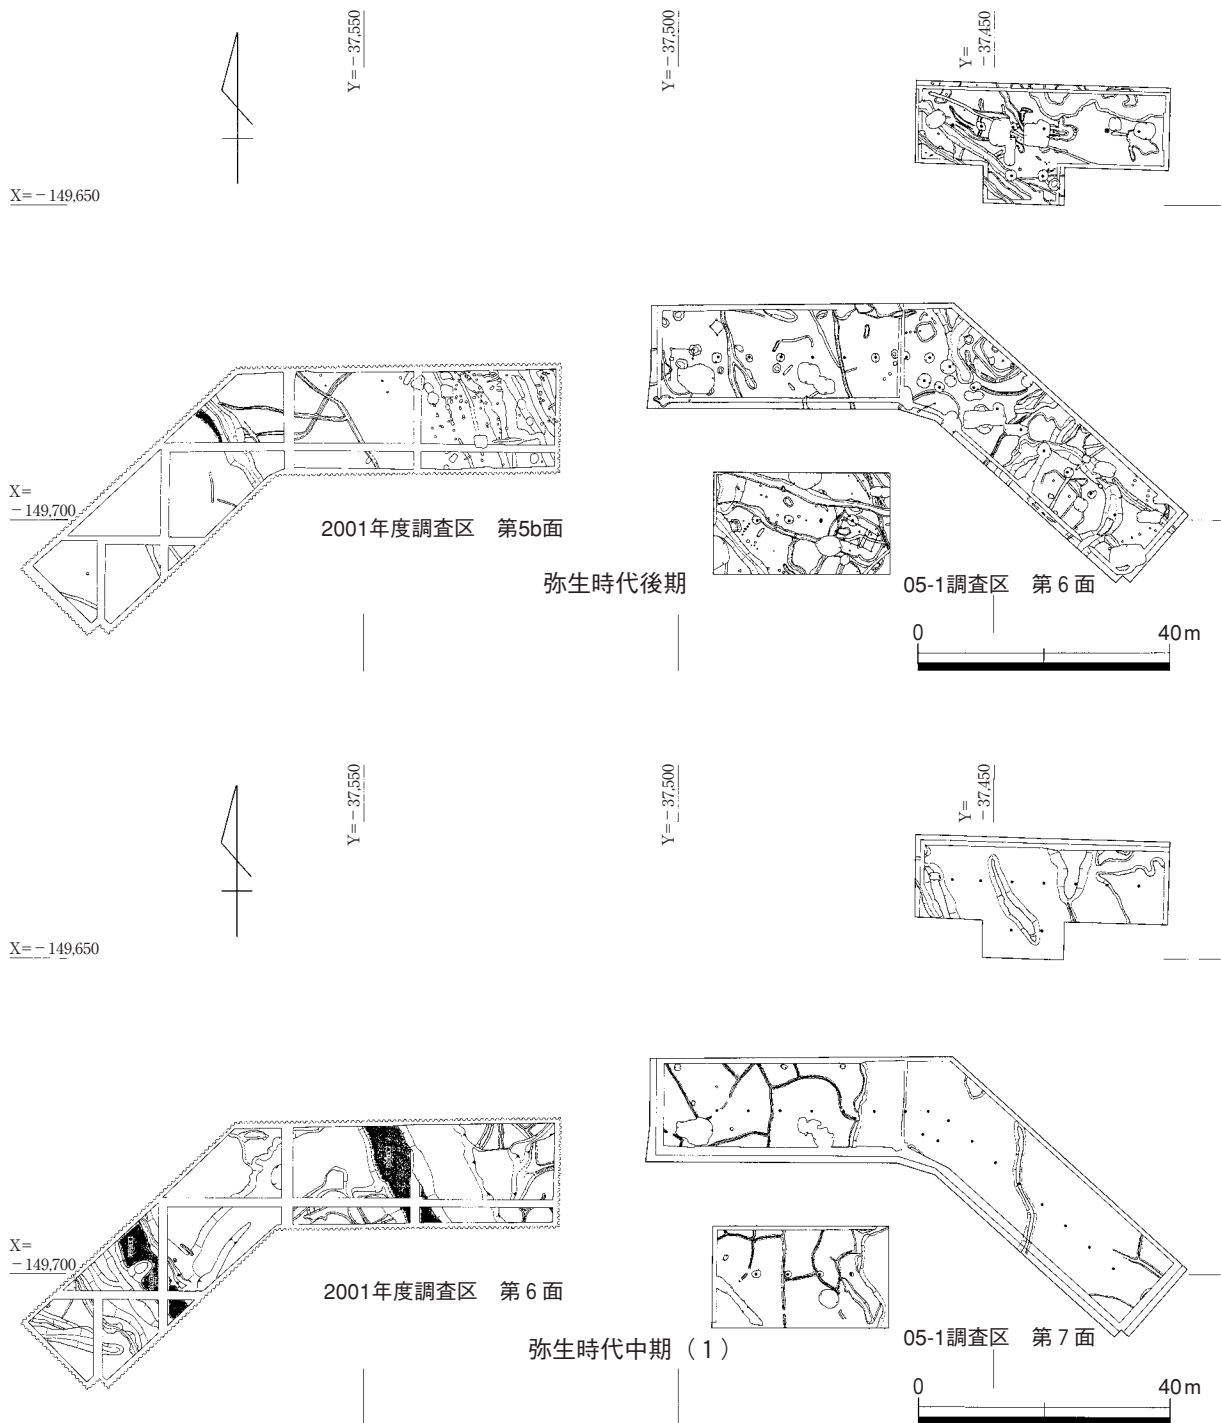 Y=－37,550
Y=－37,500
Y=
－37,450
X=－149,650
X=
－149,700
2001年度調査区　第5b面
弥生時代後期
05-1調査区　第６面
0 40m
Y=－37,550
Y=－37,500
Y=
－37,450
X=－149,650
X=
－149,700
2001年度調査区　第６面
弥生時代中期（１）
05-1調査区　第７面
0 40m